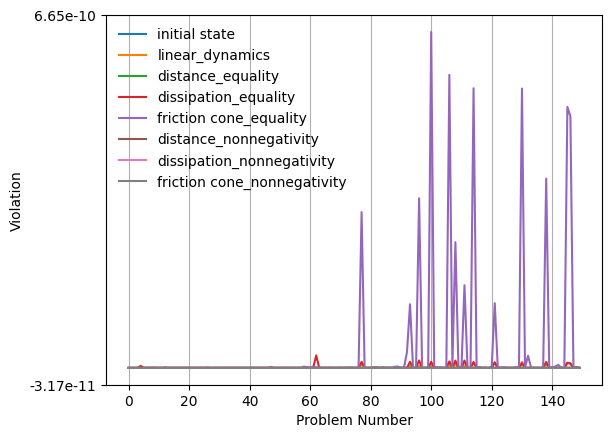 6.65e-10
initial state
linear_dynamics
distance_equality
dissipation_equality
friction cone_equality
distance_nonnegativity
dissipation_nonnegativity
friction cone_nonnegativity
Violation
-3.17e-11
0 20 40 60 80 100 120 140
Problem Number